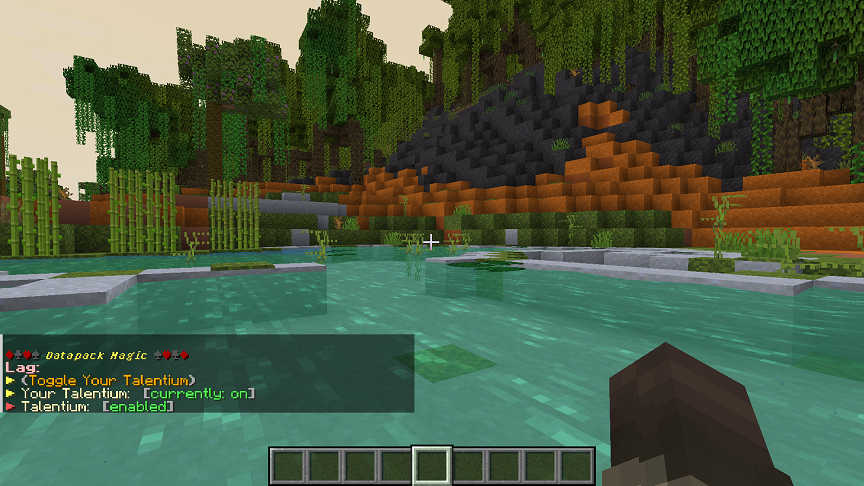 ♦♣♥♠ Datapack Magic ♠♥♣♦
Lag:
► (Toggle Your Talentium)
► Your Talentium: [currently: on]
► Talentium: [enabled]